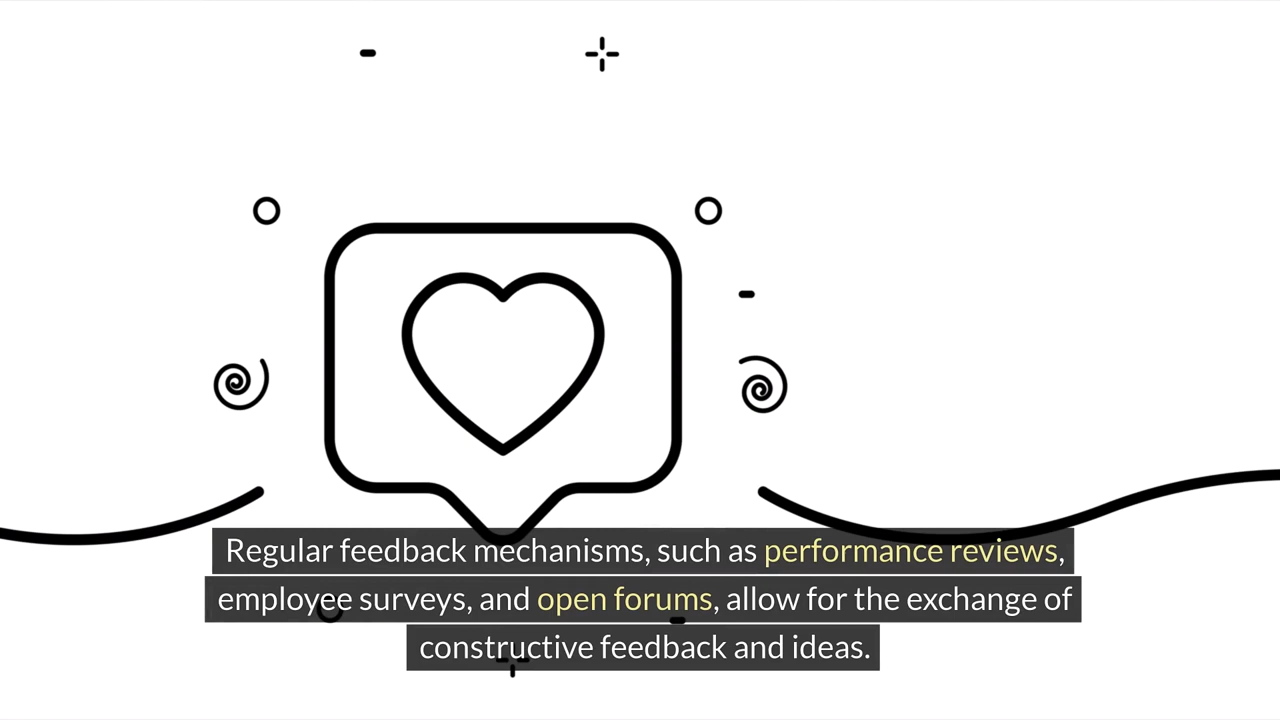 Regular feedback mechanisms, such as performance reviews,
employee surveys, and open forums, allow for the exchange of
constructive feedback and ideas.